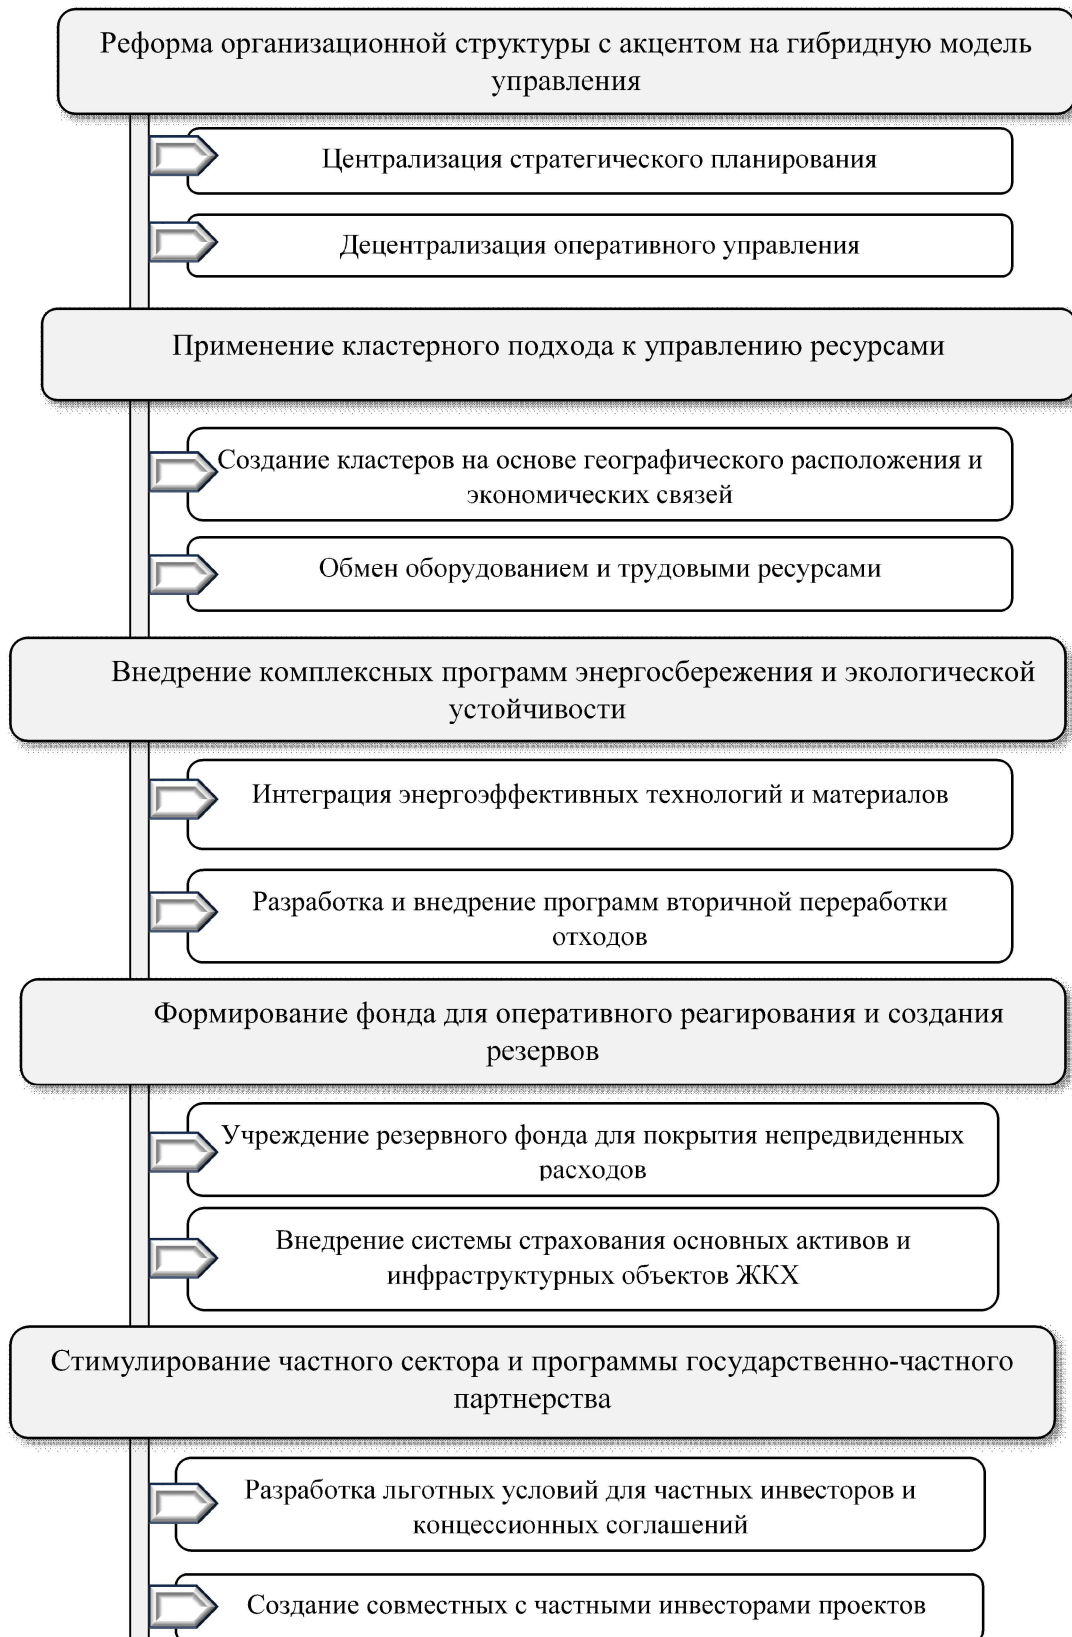 Реформа организационной структуры с акцентом на гибридную модель
управления
Централизация стратегического планирования
Децентрализация оперативного управления
Применение кластерного подхода к управлению ресурсами
Создание кластеров на основе географического расположения и
экономических связей
Обмен оборудованием и трудовыми ресурсами
Внедрение комплексных программ энергосбережения и экологической
устойчивости
Интеграция энергоэффективных технологий и материалов
Разработка и внедрение программ вторичной переработки
отходов
Формирование фонда для оперативного реагирования и создания
резервов
Учреждение резервного фонда для покрытия непредвиденных
расходов
Внедрение системы страхования основных активов и
инфраструктурных объектов ЖКХ
Стимулирование частного сектора и программы государственно-частного
партнерства
Разработка льготных условий для частных инвесторов и
концессионных соглашений
Создание совместных с частными инвесторами проектов